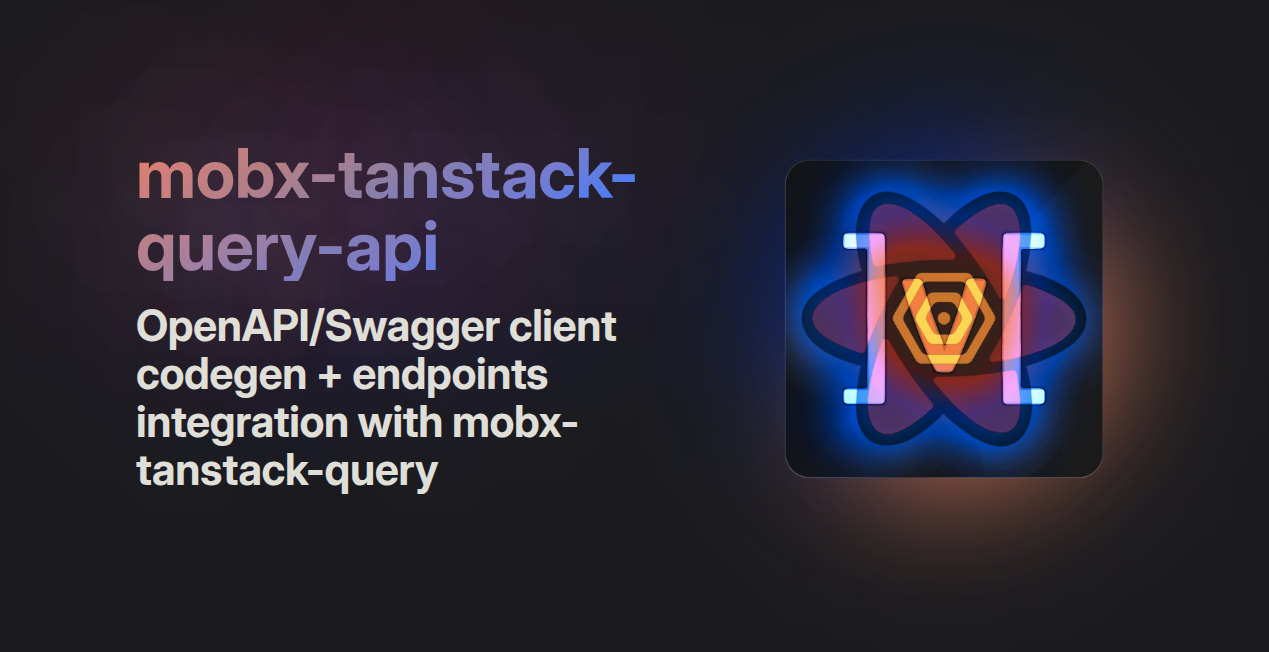 mobx-tanstack-
query-api
OpenAPI/Swagger client
codegen + endpoints
integration with mobx-
tanstack-query